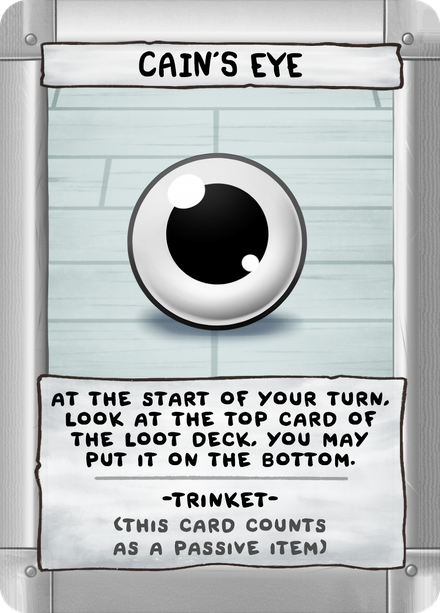 CAIN'S EYE
AT THE START OF YOUR TURN,
LOOK AT THE TOP CARD OF
THE LOOT DECK. YOU MAY
PUT IT ON THE BOTTOM.
-TRINKET-
(THIS CARD COUNTS
AS A PASSIVE ITEM)